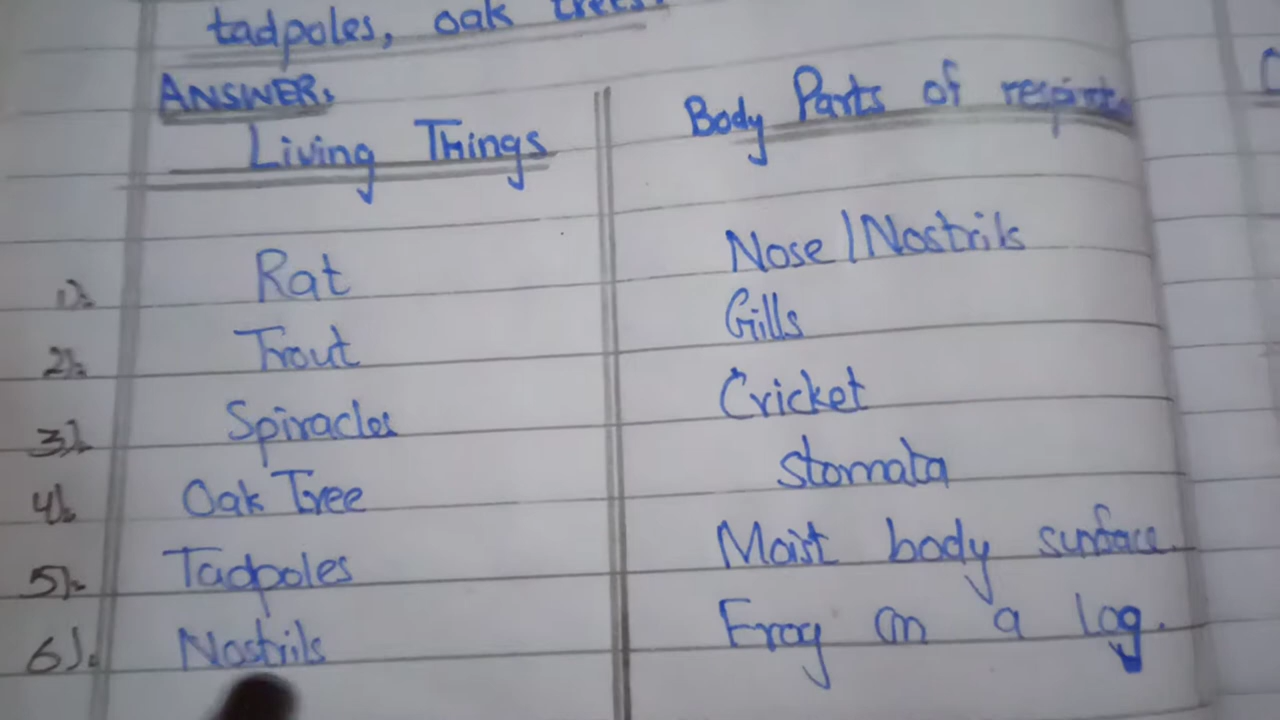 tadpoles, oak trees.
ANSWER:
Living Things Body Parts of
1). Rat Nose/Nostrils
2). Trout Gills
3). Spiracles Cricket
4). Oak Tree Stomata
5). Tadpoles Moist body surface.
6). Nostrils Frog on a log.